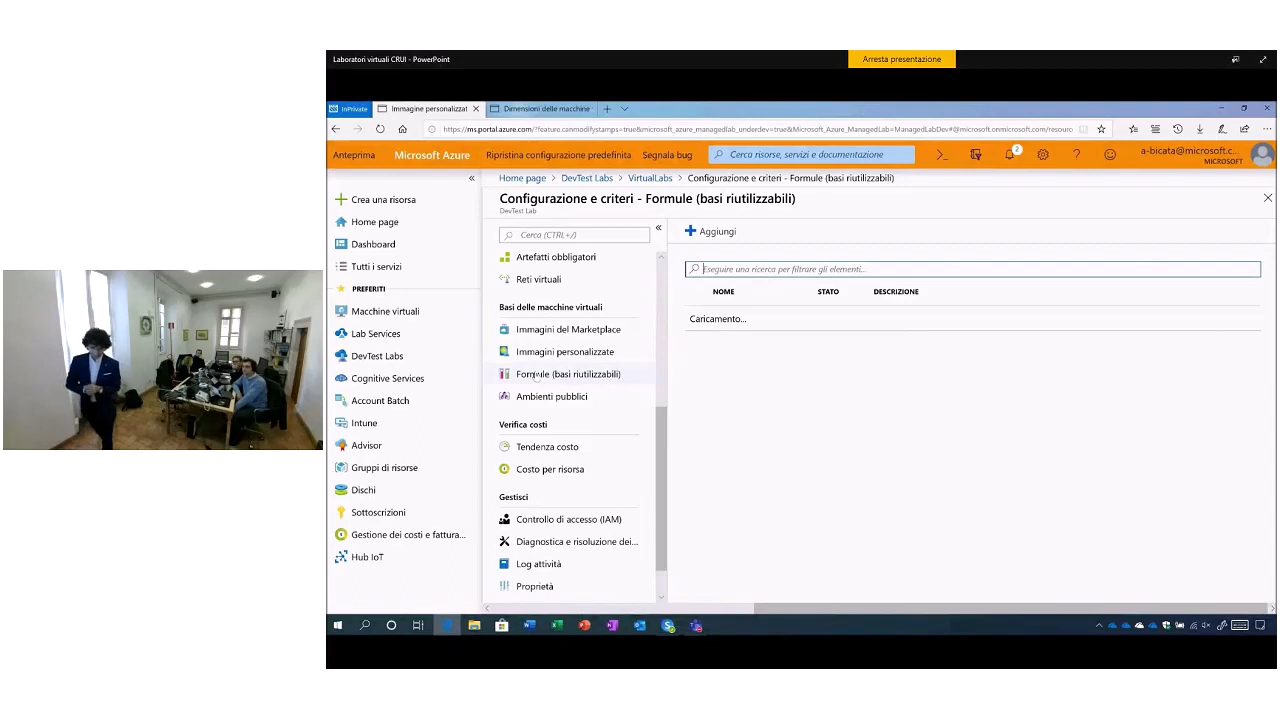 Laboratori virtuali CRUI - PowerPoint
Arresta presentazione
InPrivate
Immagine personalizzat
Dimensioni delle macchine
https://ms.portal.azure.com/?feature.canmodifystamps=true&microsoft_azure_managedlab_underdev=true&Microsoft_Azure_ManagedLab=ManagedLabDev#@microsoft.onmicrosoft.com/resourc
Anteprima
Microsoft Azure
Ripristina configurazione predefinita
Segnala bug
Cerca risorse, servizi e documentazione
2
a-bicata@microsoft.c...
MICROSOFT
Crea una risorsa
Home page
Dashboard
Tutti i servizi
PREFERITI
Macchine virtuali
Lab Services
DevTest Labs
Cognitive Services
Account Batch
Intune
Advisor
Gruppi di risorse
Dischi
Sottoscrizioni
Gestione dei costi e fattura...
Hub IoT
Home page > DevTest Labs > VirtualLabs > Configurazione e criteri - Formule (basi riutilizzabili)
Configurazione e criteri - Formule (basi riutilizzabili)
DevTest Lab
Cerca (CTRL+/)
Artefatti obbligatori
Reti virtuali
Basi delle macchine virtuali
Immagini del Marketplace
Immagini personalizzate
Formule (basi riutilizzabili)
Ambienti pubblici
Verifica costi
Tendenza costo
Costo per risorsa
Gestisci
Controllo di accesso (IAM)
Diagnostica e risoluzione dei...
Log attività
Proprietà
Aggiungi
Eseguire una ricerca per filtrare gli elementi...
NOME STATO DESCRIZIONE
Caricamento...